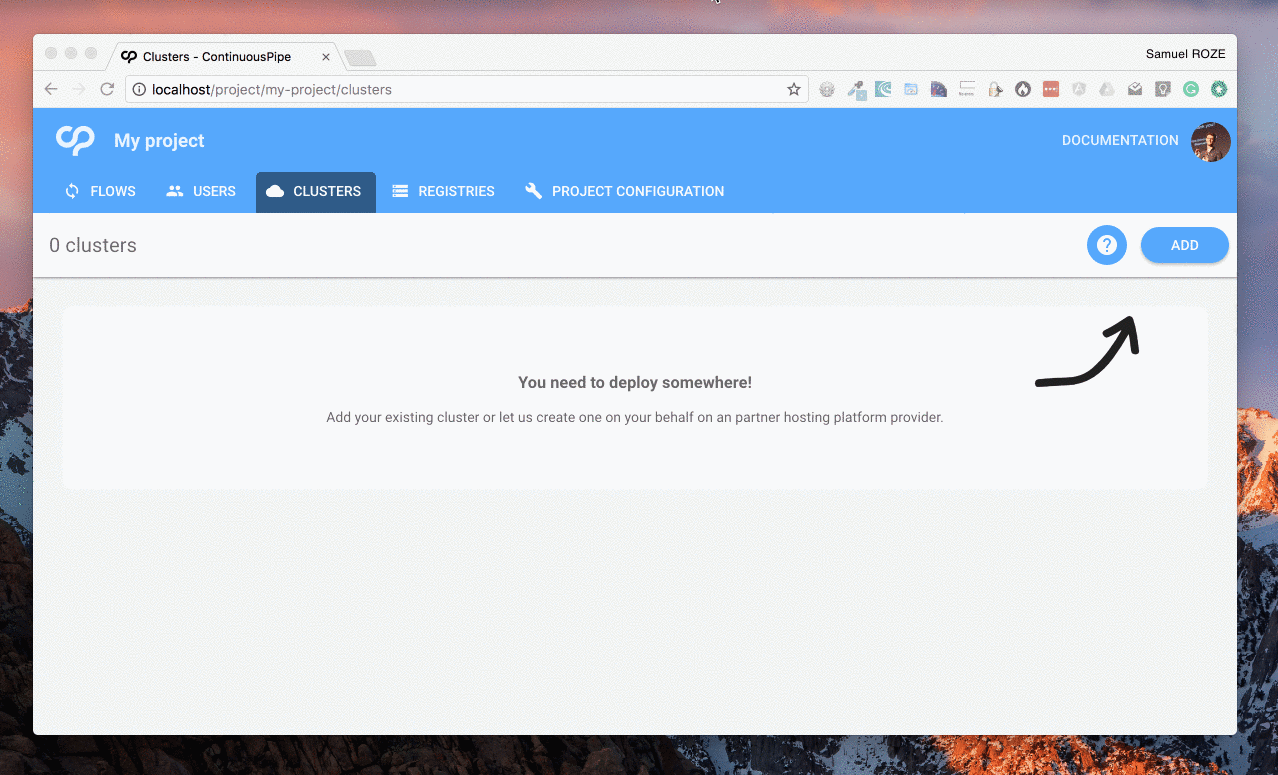 Clusters - ContinuousPipe
Samuel ROZE
localhost/project/my-project/clusters
My project
DOCUMENTATION
FLOWS
USERS
CLUSTERS
REGISTRIES
PROJECT CONFIGURATION
0 clusters
?
ADD
You need to deploy somewhere!
Add your existing cluster or let us create one on your behalf on an partner hosting platform provider.